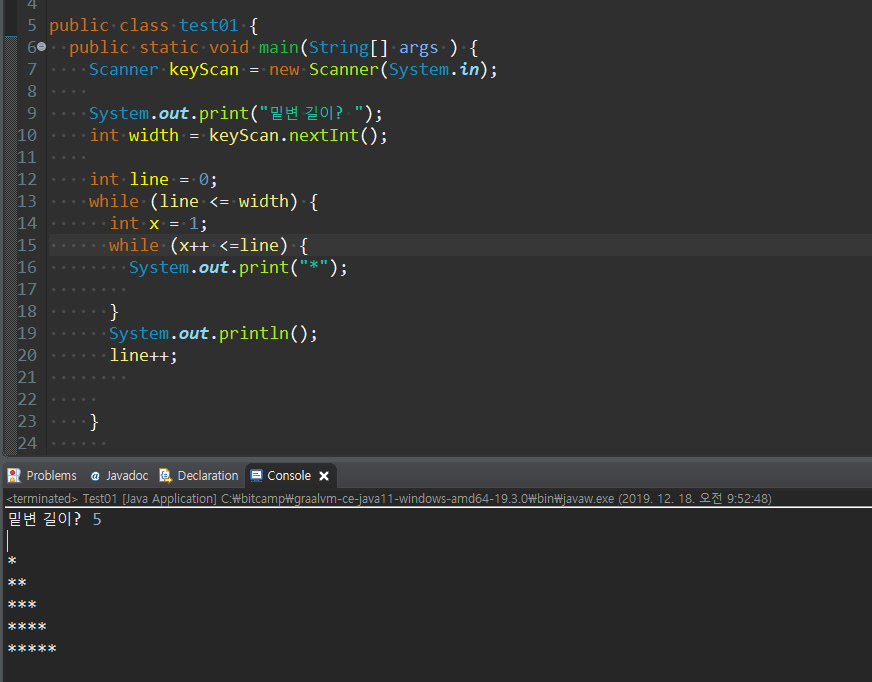 4
5 public class test01 {
6 public static void main(String[] args ) {
7 Scanner keyScan = new Scanner(System.in);
8
9 System.out.print("밑변 길이? ");
10 int width = keyScan.nextInt();
11
12 int line = 0;
13 while (line <= width) {
14 int x = 1;
15 while (x++ <=line) {
16 System.out.print("*");
17
18 }
19 System.out.println();
20 line++;
21
22
23 }
24
Problems @ Javadoc Declaration Console
<terminated> Test01 [Java Application] C:₩bitcamp₩graalvm-ce-java11-windows-amd64-19.3.0₩bin₩javaw.exe (2019. 12. 18. 오전 9:52:48)
밑변 길이? 5
*
**
***
****
*****